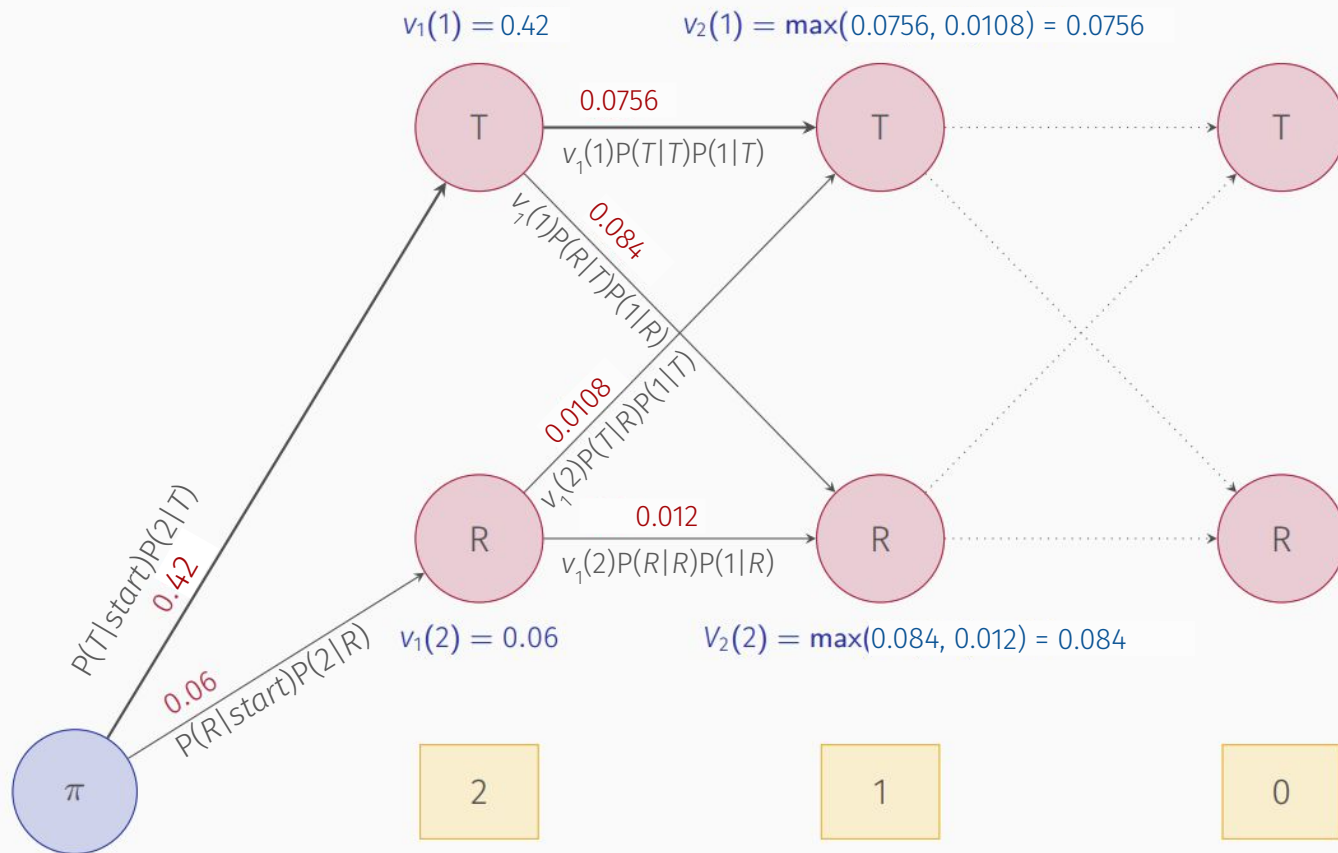 v₁(1) = 0.42
v₂(1) = max(0.0756, 0.0108) = 0.0756
T
0.0756
v₁(1)P(T|T)P(1|T)
T
T
v₁(1)P(R|T)P(1|R)
0.084
0.0108
v₁(2)P(T|R)P(1|T)
P(T|start)P(2|T)
0.42
R
0.012
v₁(2)P(R|R)P(1|R)
R
R
v₁(2) = 0.06
V₂(2) = max(0.084, 0.012) = 0.084
0.06
P(R|start)P(2|R)
π
2
1
0